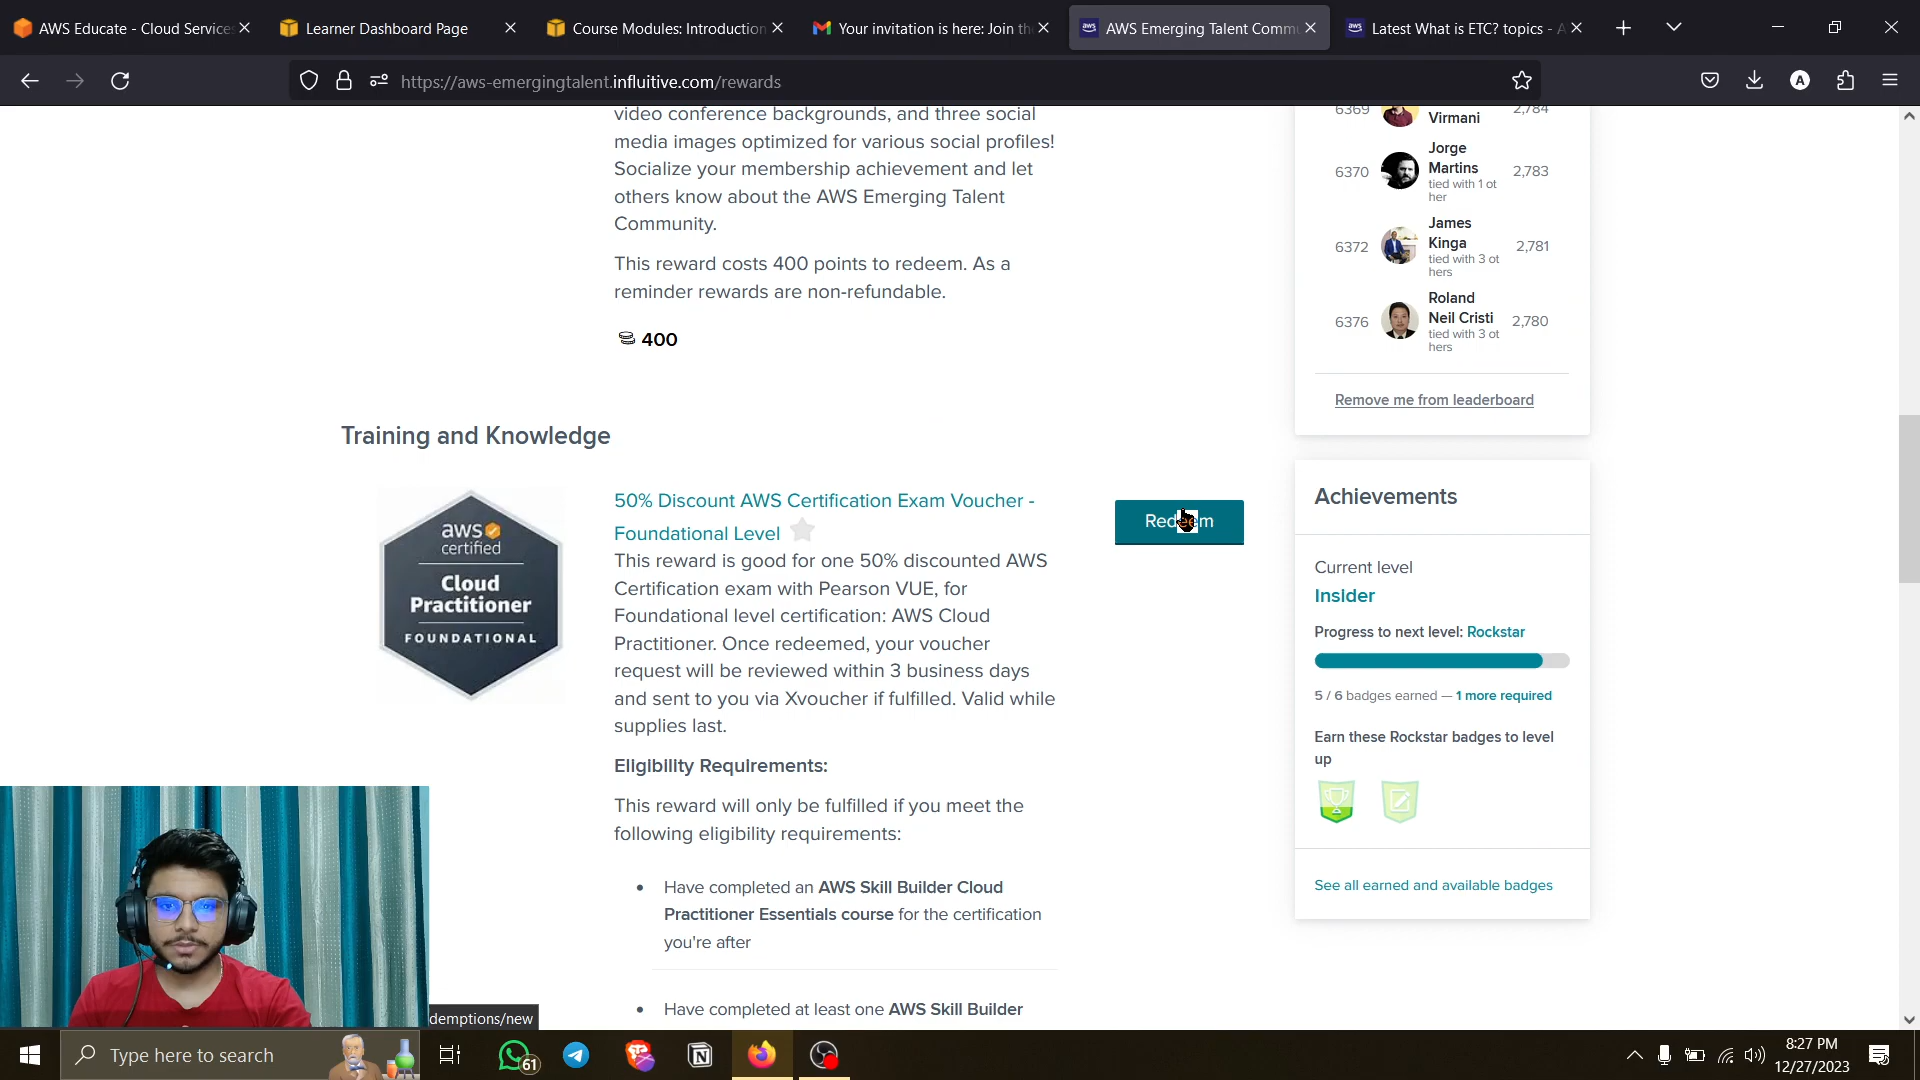 AWS Educate - Cloud Services
Learner Dashboard Page
Course Modules: Introduction
Your invitation is here: Join th
AWS Emerging Talent Commu
Latest What is ETC? topics - A
https://aws-emergingtalent.influitive.com/rewards
video conference backgrounds, and three social
media images optimized for various social profiles!
Socialize your membership achievement and let
others know about the AWS Emerging Talent
Community.
This reward costs 400 points to redeem. As a
reminder rewards are non-refundable.
400
Training and Knowledge
aws
certified
Cloud
Practitioner
FOUNDATIONAL
50% Discount AWS Certification Exam Voucher -
Foundational Level
This reward is good for one 50% discounted AWS
Certification exam with Pearson VUE, for
Foundational level certification: AWS Cloud
Practitioner. Once redeemed, your voucher
request will be reviewed within 3 business days
and sent to you via Xvoucher if fulfilled. Valid while
supplies last.
Eligibility Requirements:
This reward will only be fulfilled if you meet the
following eligibility requirements:
• Have completed an AWS Skill Builder Cloud
Practitioner Essentials course for the certification
you're after
• Have completed at least one AWS Skill Builder
Redeem
6369 Virmani 2,784
6370 Jorge Martins 2,783
tied with 1 ot
her
6372 James Kinga 2,781
tied with 3 ot
hers
6376 Roland Neil Cristi 2,780
tied with 3 ot
hers
Remove me from leaderboard
Achievements
Current level
Insider
Progress to next level: Rockstar
5 / 6 badges earned — 1 more required
Earn these Rockstar badges to level
up
See all earned and available badges
demptions/new
Type here to search
61
8:27 PM
12/27/2023